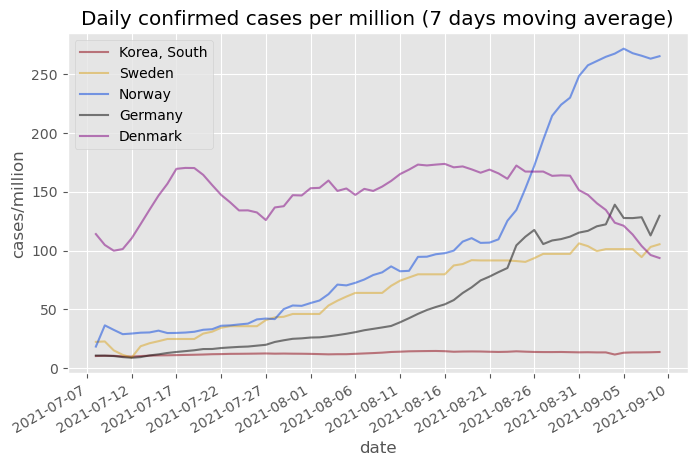 Daily confirmed cases per million (7 days moving average)
Korea, South
Sweden
Norway
Germany
Denmark
cases/million
250
200
150
100
50
0
2021-07-07
2021-07-12
2021-07-17
2021-07-22
2021-07-27
2021-08-01
2021-08-06
2021-08-11
2021-08-16
2021-08-21
2021-08-26
2021-08-31
2021-09-05
2021-09-10
date